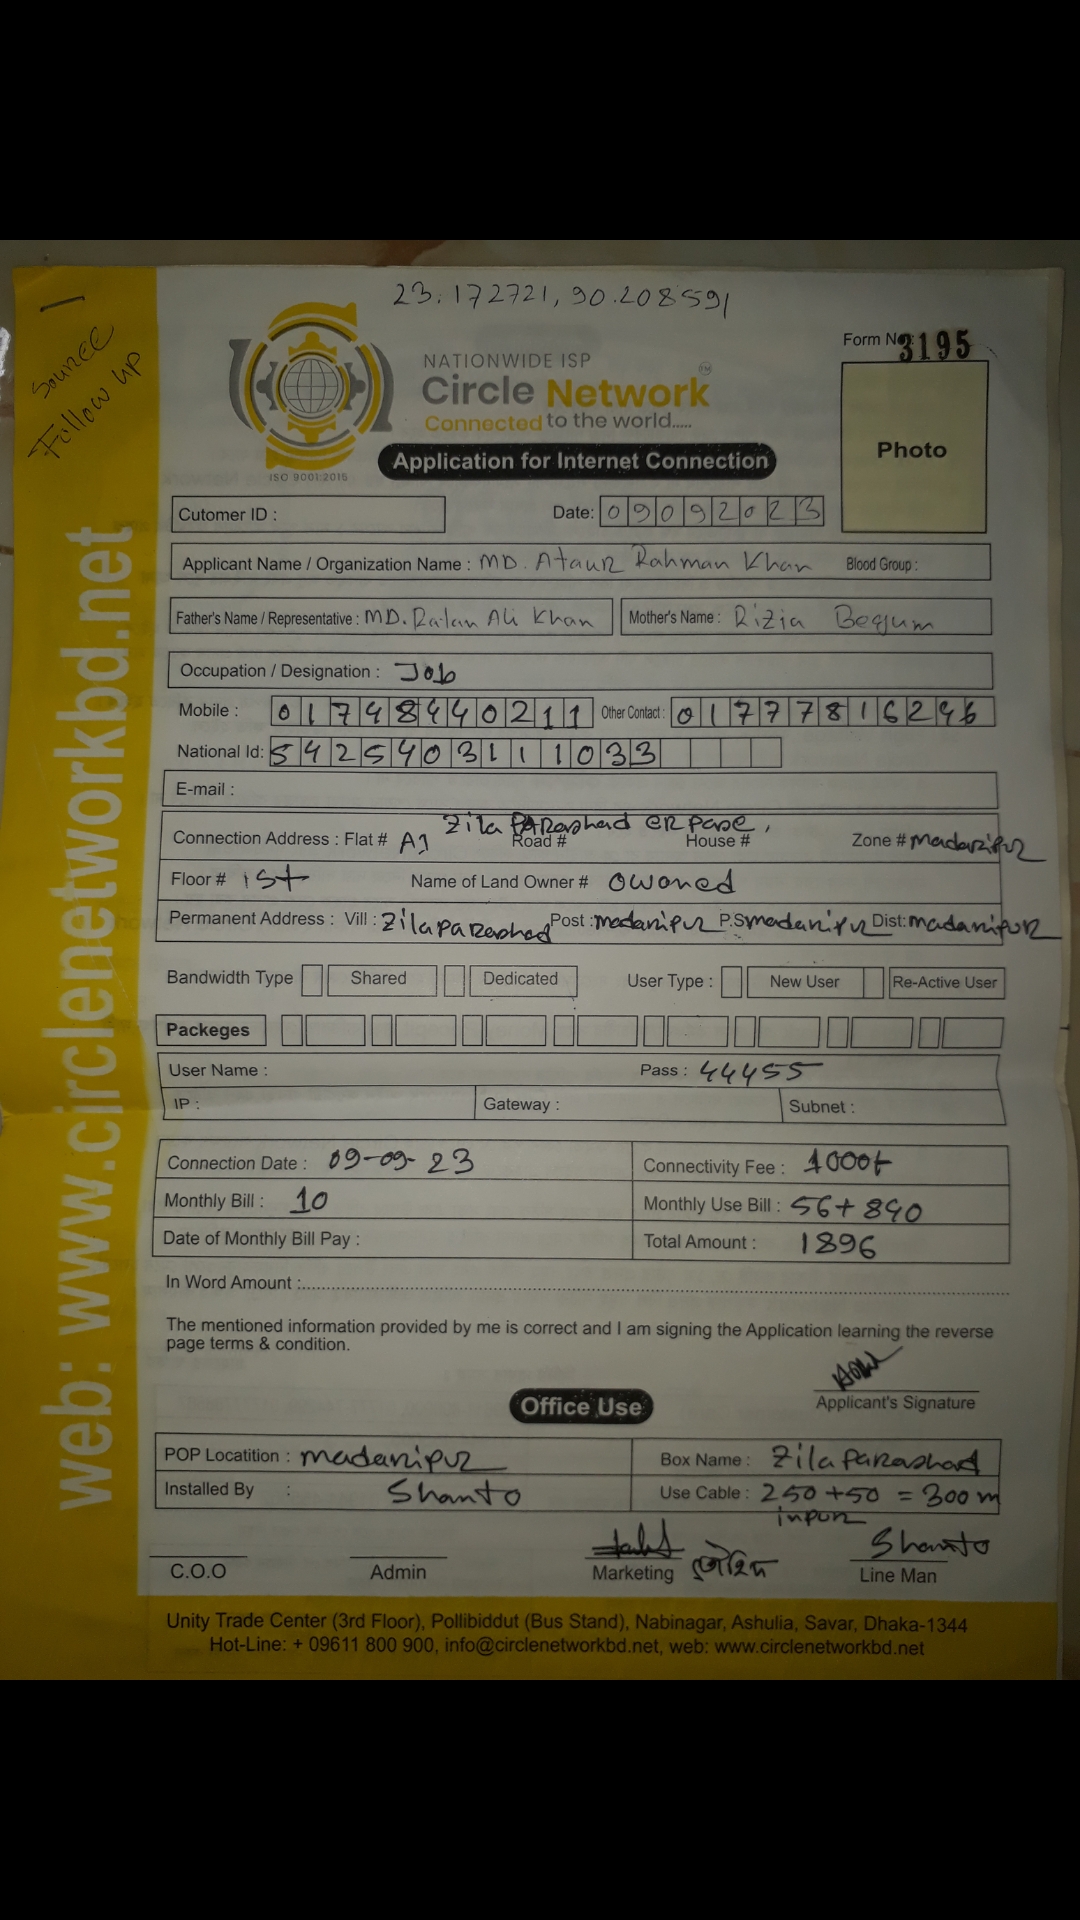 23.172721, 90.208591
Source
Follow up
Form No: 3195
NATIONWIDE ISP
Circle Network TM
Connected to the world.....
ISO 9001:2015
Application for Internet Connection
Photo
Cutomer ID :
Date: 09092023
Applicant Name / Organization Name : MD. Ataur Rahman Khan Blood Group :
Father's Name / Representative : MD. Ratan Ali Khan Mother's Name : Rizia Begum
Occupation / Designation : Job
Mobile : 01748440211 Other Contact : 01777816246
National Id: 5425403111033
E-mail :
Zila PARashad er pase,
Connection Address : Flat # A1 Road # House # Zone # madaripur
Floor # 1st Name of Land Owner # owoned
Permanent Address : Vill : Zila parashad Post : madaripur P.S madaripur Dist: madaripur
Bandwidth Type Shared Dedicated User Type : New User Re-Active User
Packeges
User Name : Pass : 44455
IP : Gateway : Subnet :
Connection Date : 09-09-23 Connectivity Fee : 1000t
Monthly Bill : 10 Monthly Use Bill : 56+840
Date of Monthly Bill Pay : Total Amount : 1896
In Word Amount :
The mentioned information provided by me is correct and I am signing the Application learning the reverse
page terms & condition.
Applicant's Signature
Office Use
POP Locatition : madaripur Box Name : Zila Parashad
Installed By : Shanto Use Cable : 250+50 = 300 m
Shanto
C.O.O Admin Marketing Line Man
Unity Trade Center (3rd Floor), Pollibiddut (Bus Stand), Nabinagar, Ashulia, Savar, Dhaka-1344
Hot-Line: + 09611 800 900, info@circlenetworkbd.net, web: www.circlenetworkbd.net
web: www.circlenetworkbd.net